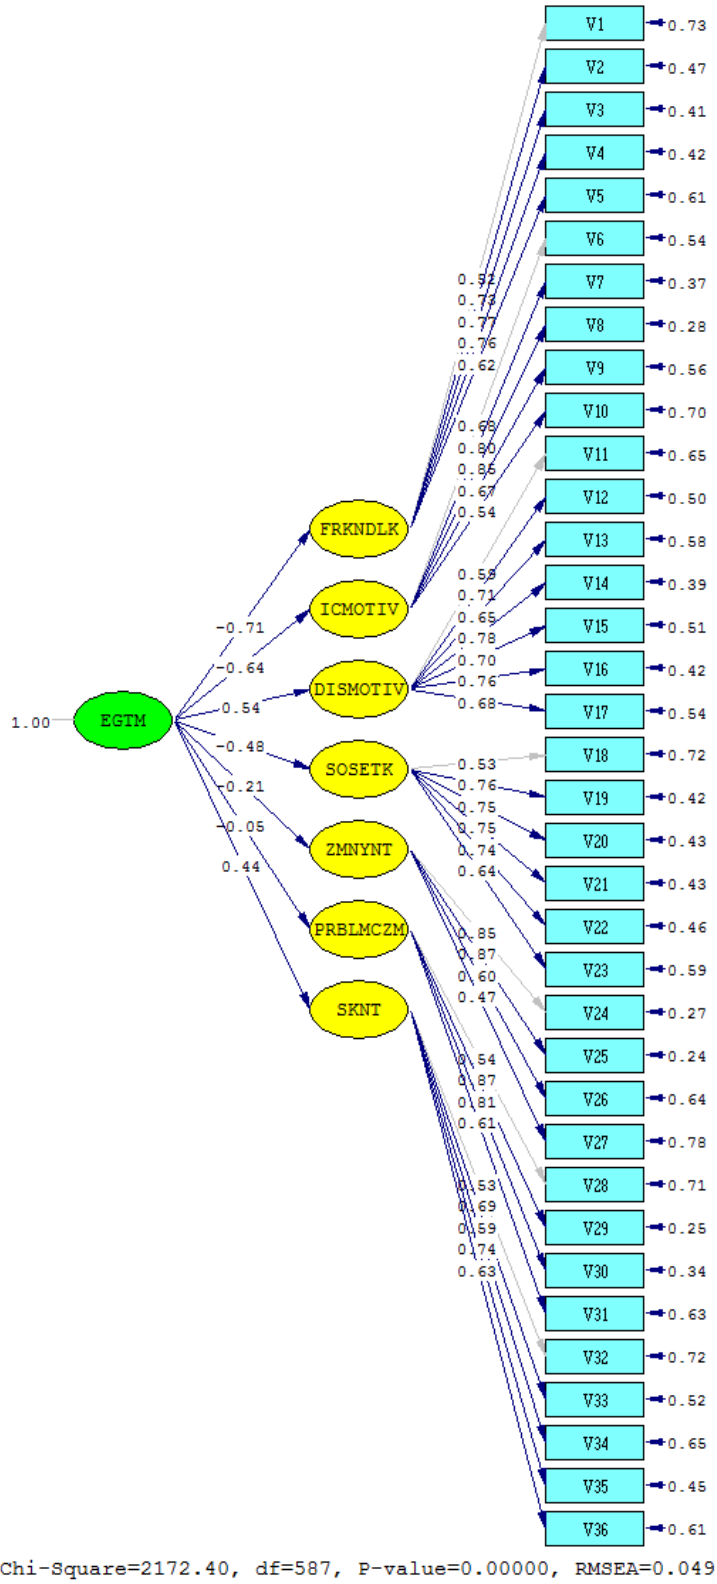 V1 0.73
V2 0.47
V3 0.41
V4 0.42
V5 0.61
V6 0.54
0.52
V7 0.37
0.73
0.77
V8 0.28
0.76
0.62
V9 0.56
V10 0.70
0.68
0.80
V11 0.65
0.85
0.67
V12 0.50
0.54
FRKNDLK
V13 0.58
0.59
V14 0.39
0.71
ICMOTIV
0.65
V15 0.51
-0.71
0.78
0.70
-0.64
V16 0.42
0.76
DISMOTIV
0.68
0.54
V17 0.54
1.00 EGTM
-0.48
V18 0.72
0.53
SOSETK
0.76
-0.21
V19 0.42
0.75
-0.05
0.75
V20 0.43
ZMNYNT
0.74
0.44
0.64
V21 0.43
V22 0.46
PRBLMCZM
0.85
0.87
V23 0.59
0.60
0.47
SKNT
V24 0.27
V25 0.24
0.54
0.87
V26 0.64
0.81
0.61
V27 0.78
V28 0.71
0.53
0.69
V29 0.25
0.59
0.74
0.63
V30 0.34
V31 0.63
V32 0.72
V33 0.52
V34 0.65
V35 0.45
V36 0.61
Chi-Square=2172.40, df=587, P-value=0.00000, RMSEA=0.049